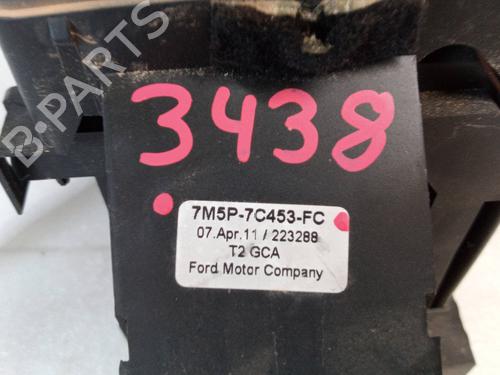 3438
7M5P-7C453-FC
07.Apr.11 / 223288
T2 GCA
Ford Motor Company
B-PARTS